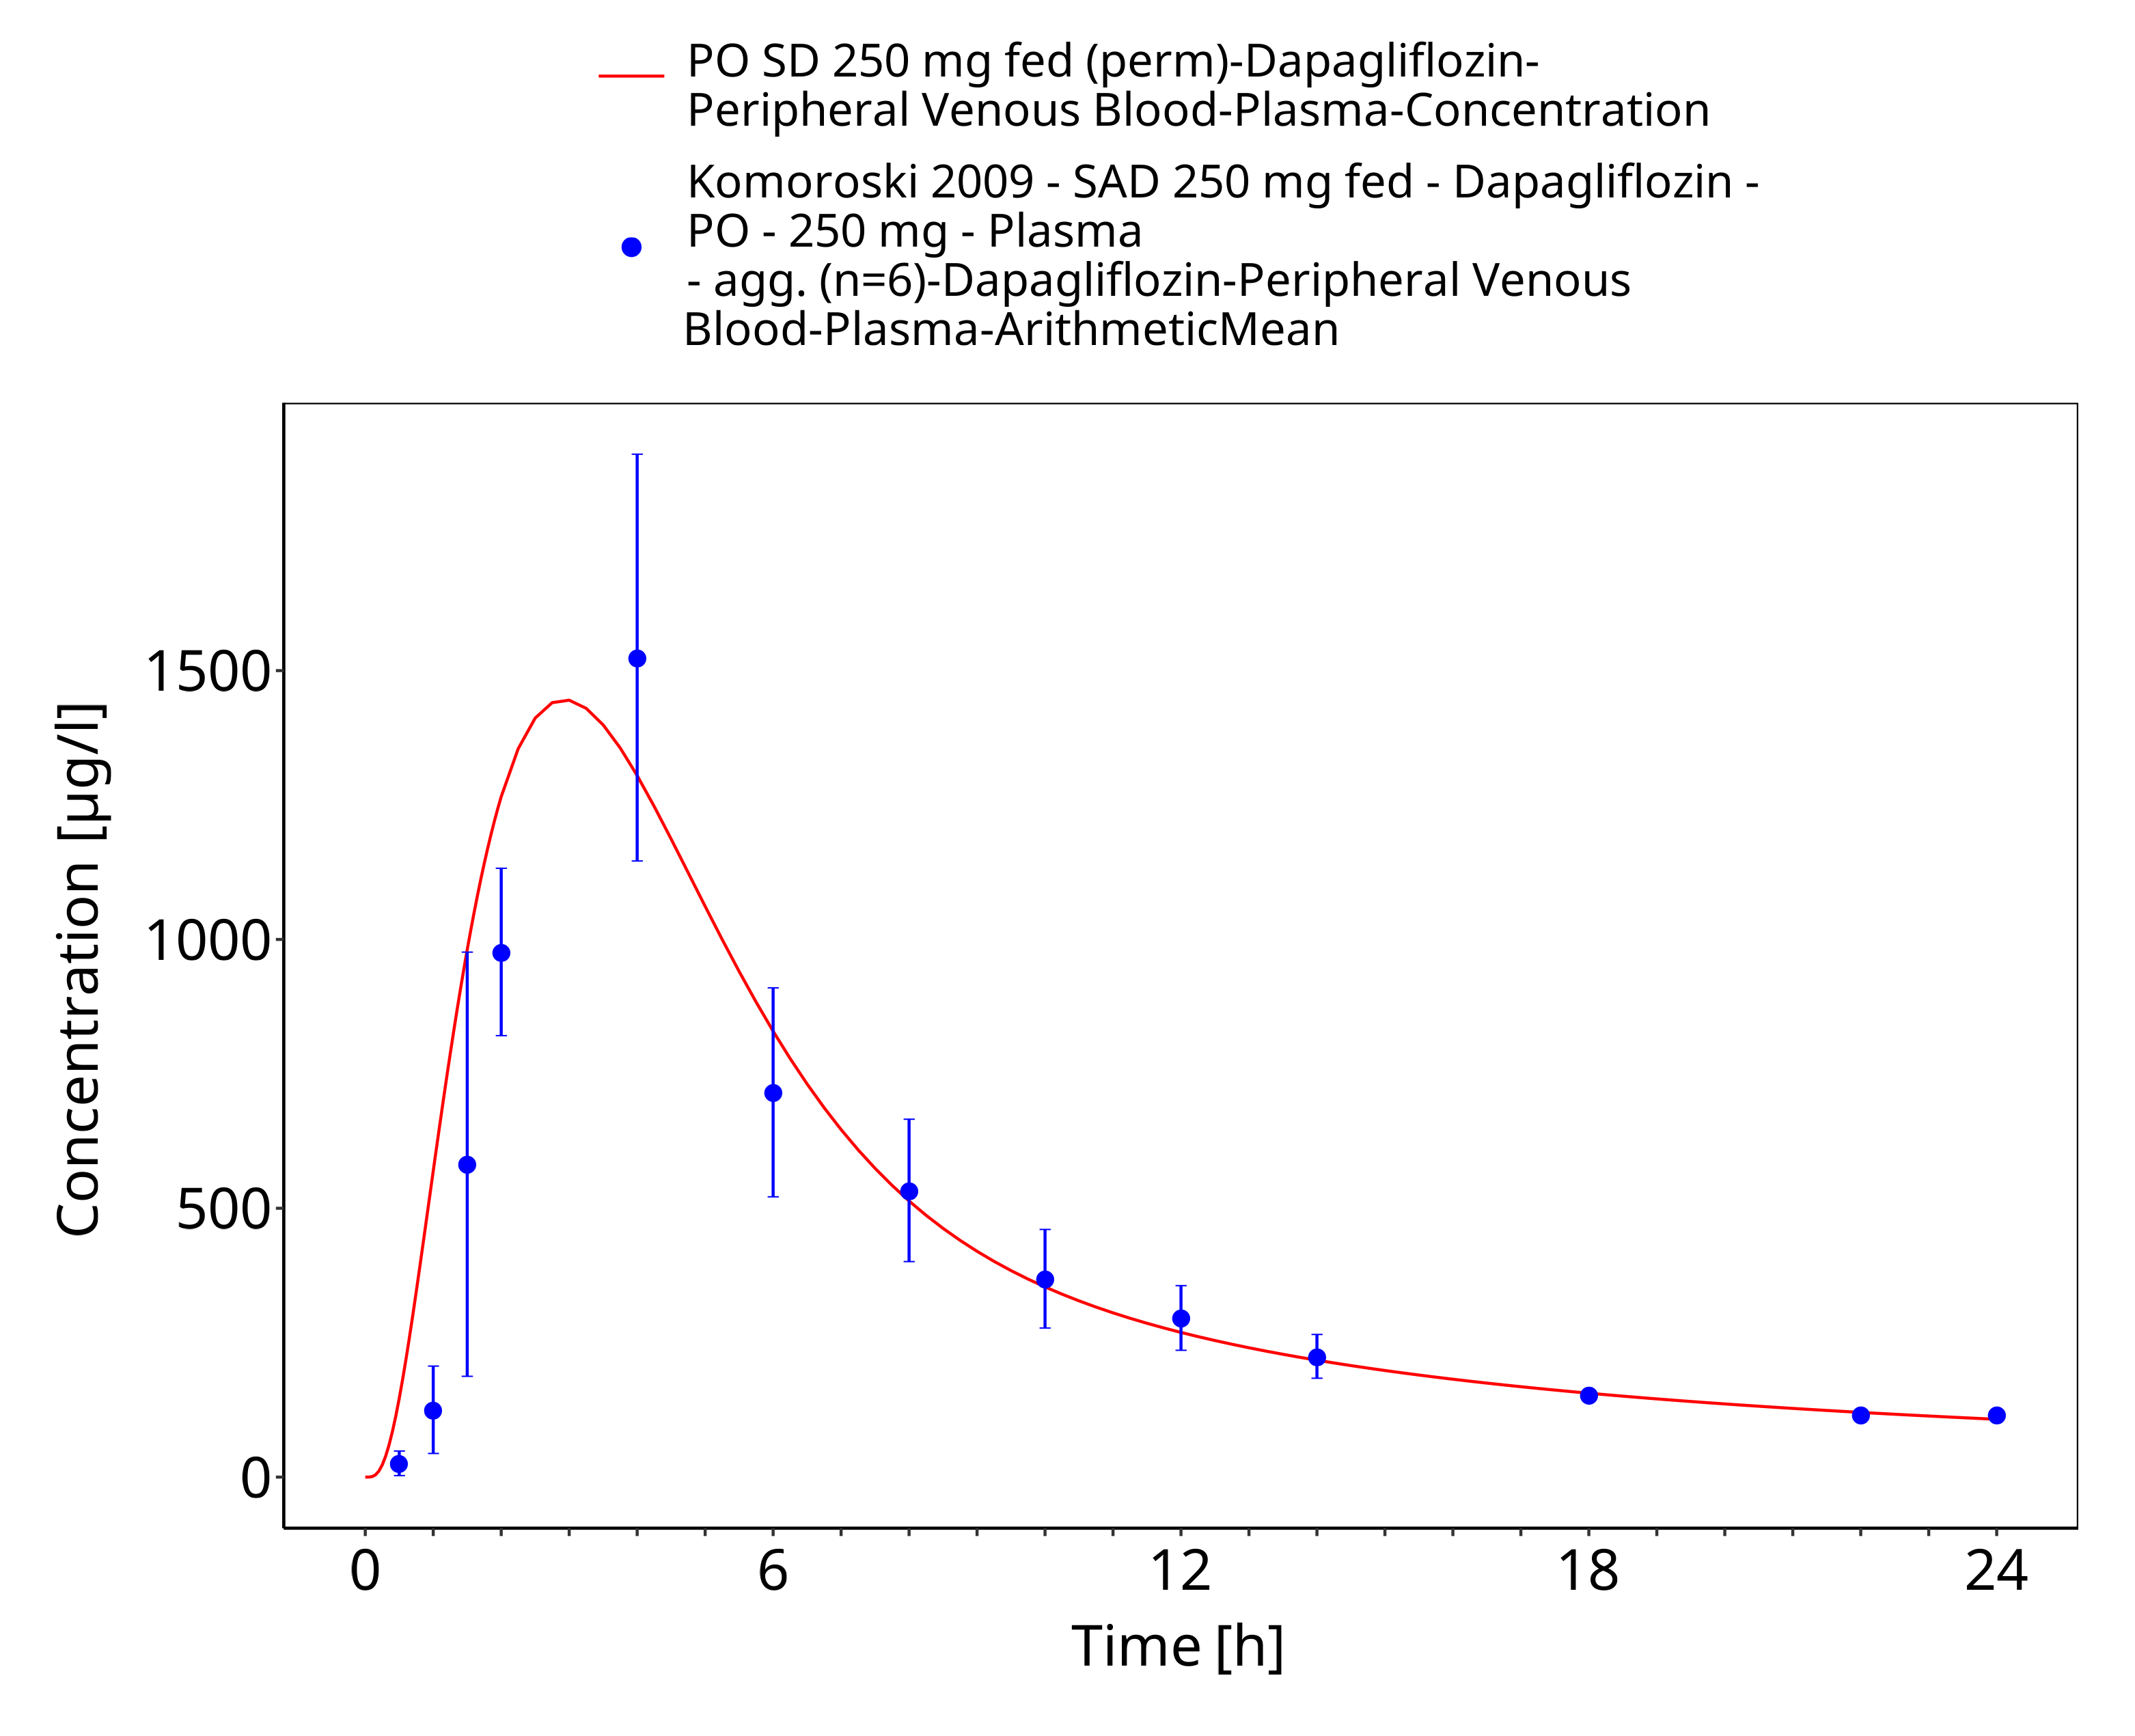 PO SD 250 mg fed (perm)-Dapagliflozin-
Peripheral Venous Blood-Plasma-Concentration
Komoroski 2009 - SAD 250 mg fed - Dapagliflozin -
PO - 250 mg - Plasma
- agg. (n=6)-Dapagliflozin-Peripheral Venous
Blood-Plasma-ArithmeticMean
Concentration [µg/l]
1500
1000
500
0
0 6 12 18 24
Time [h]